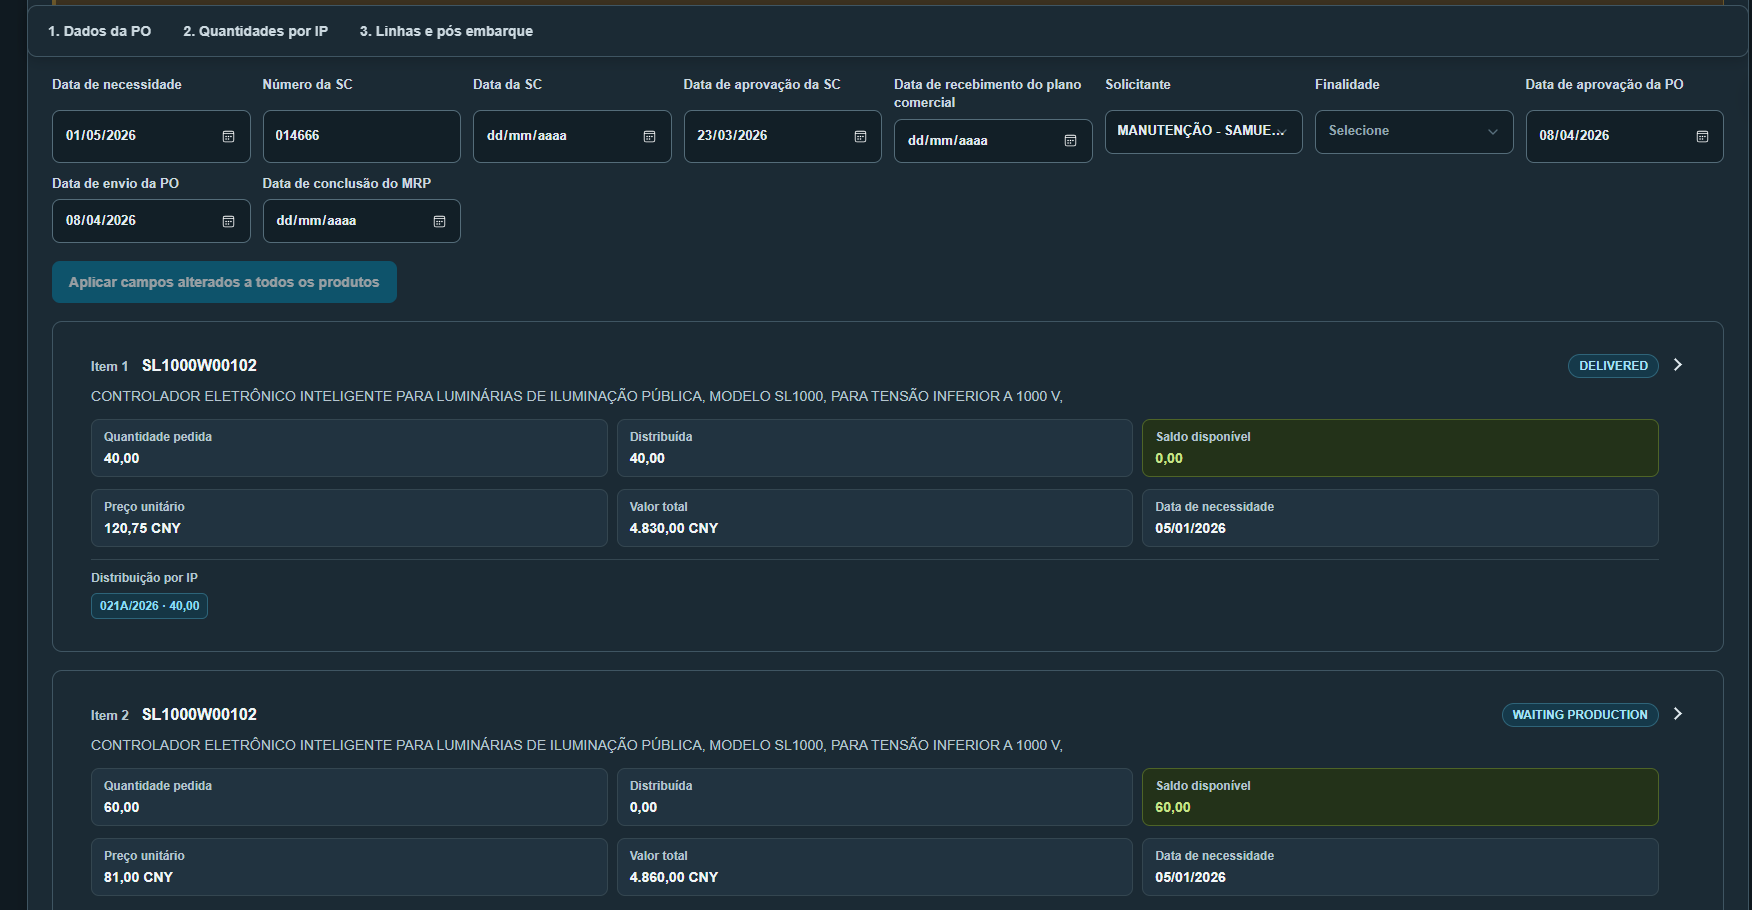 1. Dados da PO
2. Quantidades por IP
3. Linhas e pós embarque
Data de necessidade
01/05/2026
Número da SC
014666
Data da SC
dd/mm/aaaa
Data de aprovação da SC
23/03/2026
Data de recebimento do plano
comercial
dd/mm/aaaa
Solicitante
MANUTENÇÃO - SAMUE...
Finalidade
Selecione
Data de aprovação da PO
08/04/2026
Data de envio da PO
08/04/2026
Data de conclusão do MRP
dd/mm/aaaa
Aplicar campos alterados a todos os produtos
Item 1 SL1000W00102
DELIVERED
CONTROLADOR ELETRÔNICO INTELIGENTE PARA LUMINÁRIAS DE ILUMINAÇÃO PÚBLICA, MODELO SL1000, PARA TENSÃO INFERIOR A 1000 V,
Quantidade pedida
40,00
Distribuída
40,00
Saldo disponível
0,00
Preço unitário
120,75 CNY
Valor total
4.830,00 CNY
Data de necessidade
05/01/2026
Distribuição por IP
021A/2026 · 40,00
Item 2 SL1000W00102
WAITING PRODUCTION
CONTROLADOR ELETRÔNICO INTELIGENTE PARA LUMINÁRIAS DE ILUMINAÇÃO PÚBLICA, MODELO SL1000, PARA TENSÃO INFERIOR A 1000 V,
Quantidade pedida
60,00
Distribuída
0,00
Saldo disponível
60,00
Preço unitário
81,00 CNY
Valor total
4.860,00 CNY
Data de necessidade
05/01/2026